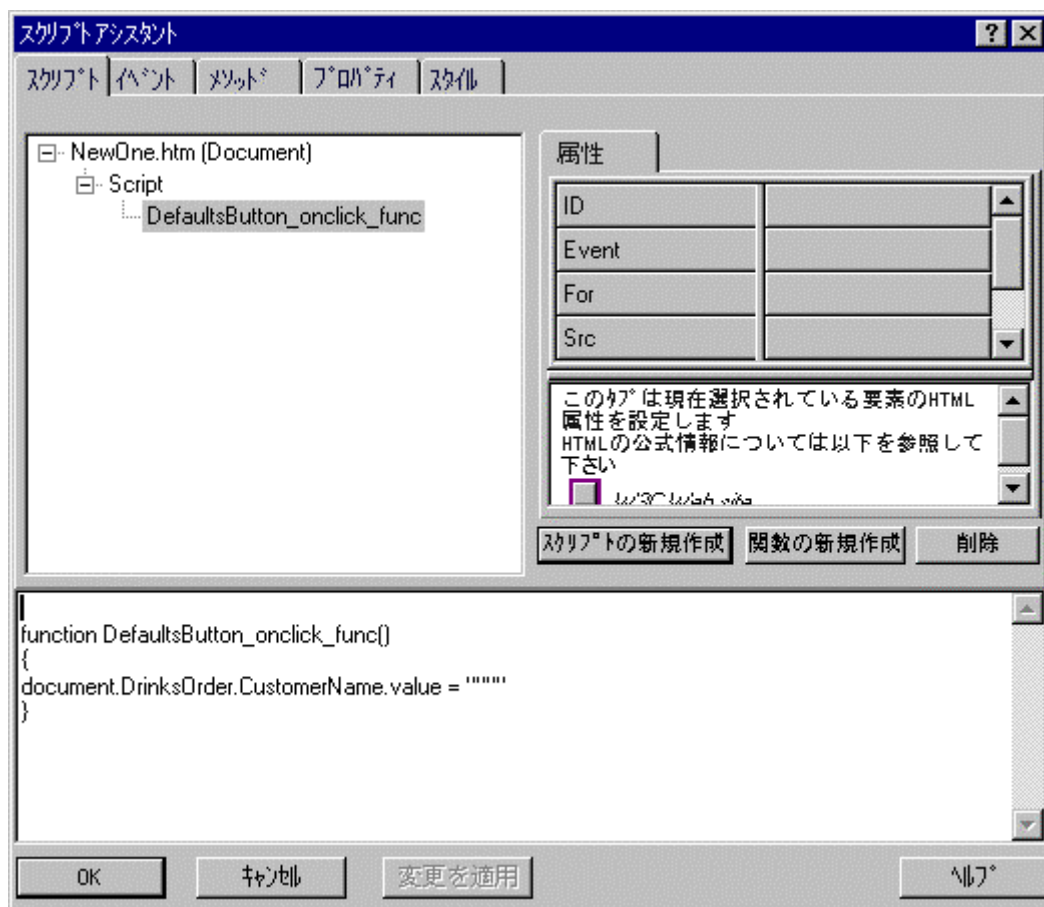 スクリプトアシスタント
スクリプト イベント メソッド プロパティ スタイル
NewOne.htm (Document)
Script
DefaultsButton_onclick_func
属性
ID
Event
For
Src
このタブは現在選択されている要素のHTML
属性を設定します
HTMLの公式情報については以下を参照して
下さい
W3C Web
スクリプトの新規作成 関数の新規作成 削除
function DefaultsButton_onclick_func()
{
document.DrinksOrder.CustomerName.value = '""""'
}
OK キャンセル 変更を適用 ヘルプ